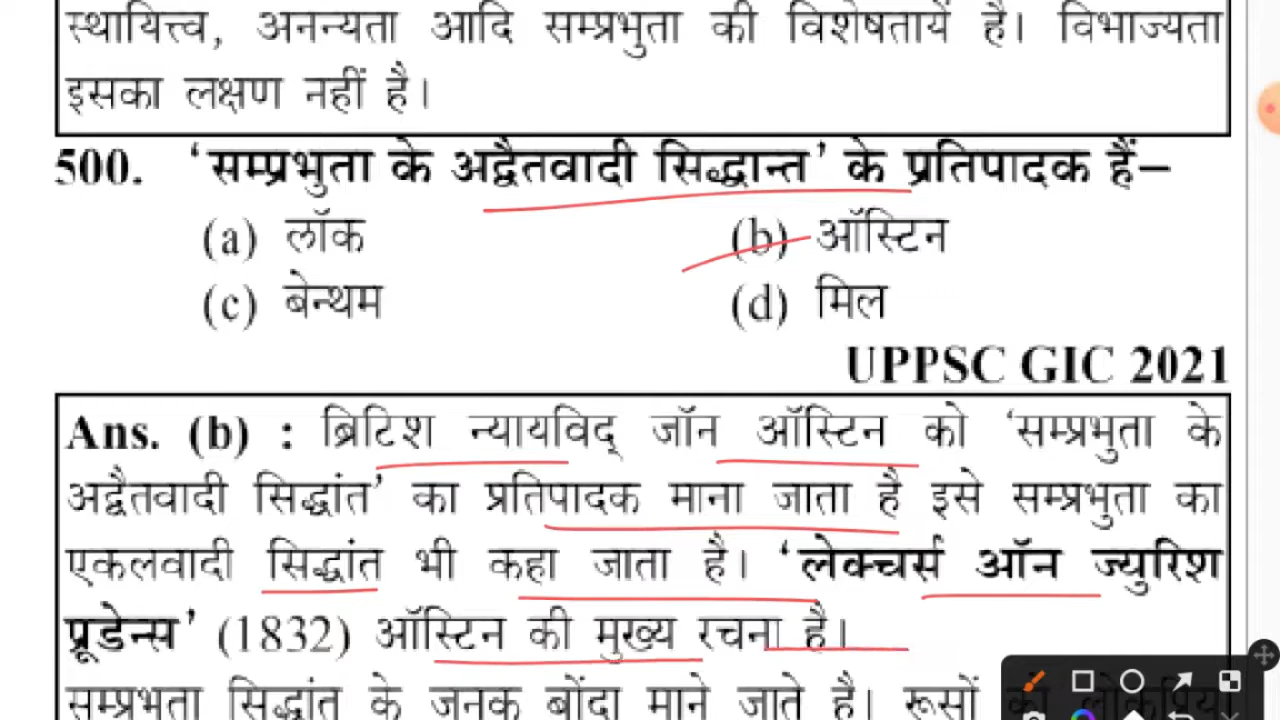 स्थायित्त्व, अनन्यता आदि सम्प्रभुता की विशेषतायें है। विभाज्यता
इसका लक्षण नहीं है।
500. ‘सम्प्रभुता के अद्वैतवादी सिद्धान्त’ के प्रतिपादक हैं–
(a) लॉक (b) ऑस्टिन
(c) बेन्थम (d) मिल
UPPSC GIC 2021
Ans. (b) : ब्रिटिश न्यायविद् जॉन ऑस्टिन को ‘सम्प्रभुता के
अद्वैतवादी सिद्धांत’ का प्रतिपादक माना जाता है इसे सम्प्रभुता का
एकलवादी सिद्धांत भी कहा जाता है। ‘लेक्चर्स ऑन ज्युरिश
प्रूडेन्स’ (1832) ऑस्टिन की मुख्य रचना है।
सम्प्रभुता सिद्धांत के जनक बोंदा माने जाते है। रूसों